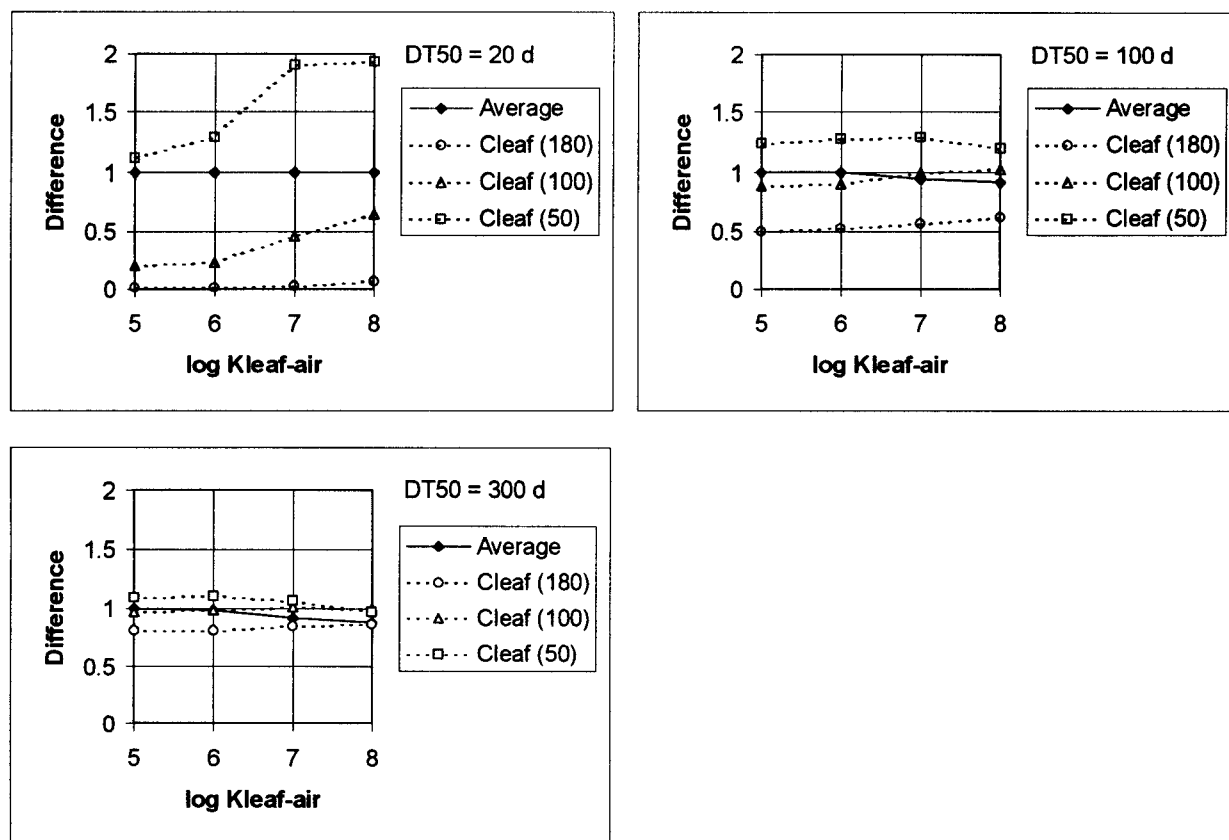 DT50 = 20 d
2
1.5
1
0.5
0
Difference
5 6 7 8
log Kleaf-air
Average
Cleaf (180)
Cleaf (100)
Cleaf (50)
DT50 = 100 d
2
1.5
1
0.5
0
Difference
5 6 7 8
log Kleaf-air
Average
Cleaf (180)
Cleaf (100)
Cleaf (50)
DT50 = 300 d
2
1.5
1
0.5
0
Difference
5 6 7 8
log Kleaf-air
Average
Cleaf (180)
Cleaf (100)
Cleaf (50)